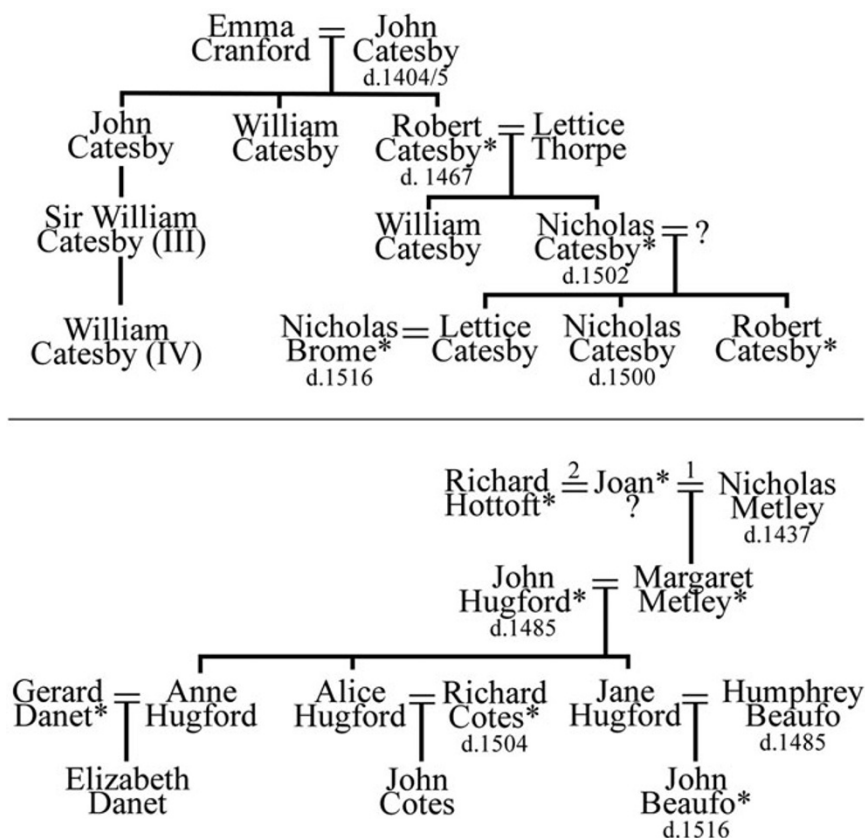 Emma = John
Cranford Catesby
d.1404/5
John William Robert = Lettice
Catesby Catesby Catesby* Thorpe
d. 1467
Sir William William Nicholas = ?
Catesby (III) Catesby Catesby*
d.1502
William Nicholas = Lettice Nicholas Robert
Catesby (IV) Brome* Catesby Catesby Catesby*
d.1516 d.1500
Richard 2 = Joan* 1 = Nicholas
Hottoft* ? Metley
d.1437
John = Margaret
Hugford* Metley*
d.1485
Gerard = Anne Alice = Richard Jane = Humphrey
Danet* Hugford Hugford Cotes* Hugford Beaufo
d.1504 d.1485
Elizabeth John John
Danet Cotes Beaufo*
d.1516